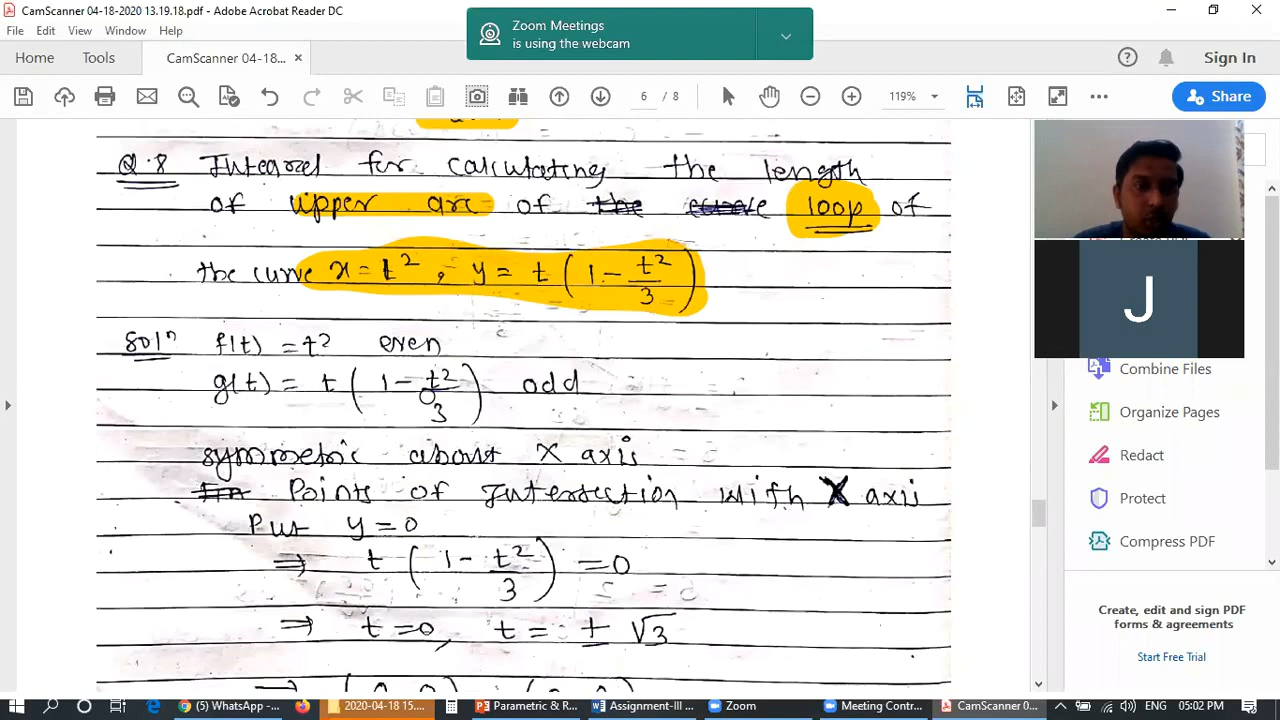 CamScanner 04-18-2020 13.19.18.pdf - Adobe Acrobat Reader DC
File Edit View Window Help
Zoom Meetings
is using the webcam
Home Tools CamScanner 04-18... ×
Sign In
6 / 8
119%
Share
Q.8 Integral for calculating the length
of upper arc of the curve loop of
the curve x = t², y = t (1 - t²/3)
Solⁿ f(t) = t² even
g(t) = t (1 - t²/3) odd
symmetric about X axis
Points of Intersection with X axis
Put y = 0
⇒ t (1 - t²/3) = 0
⇒ t = 0, t = ± √3
J
Combine Files
Organize Pages
Redact
Protect
Compress PDF
Create, edit and sign PDF
forms & agreements
Start Free Trial
(5) WhatsApp -...
2020-04-18 15....
Parametric & R...
Assignment-III ...
Zoom
Meeting Contr...
CamScanner 0...
ENG
05:02 PM